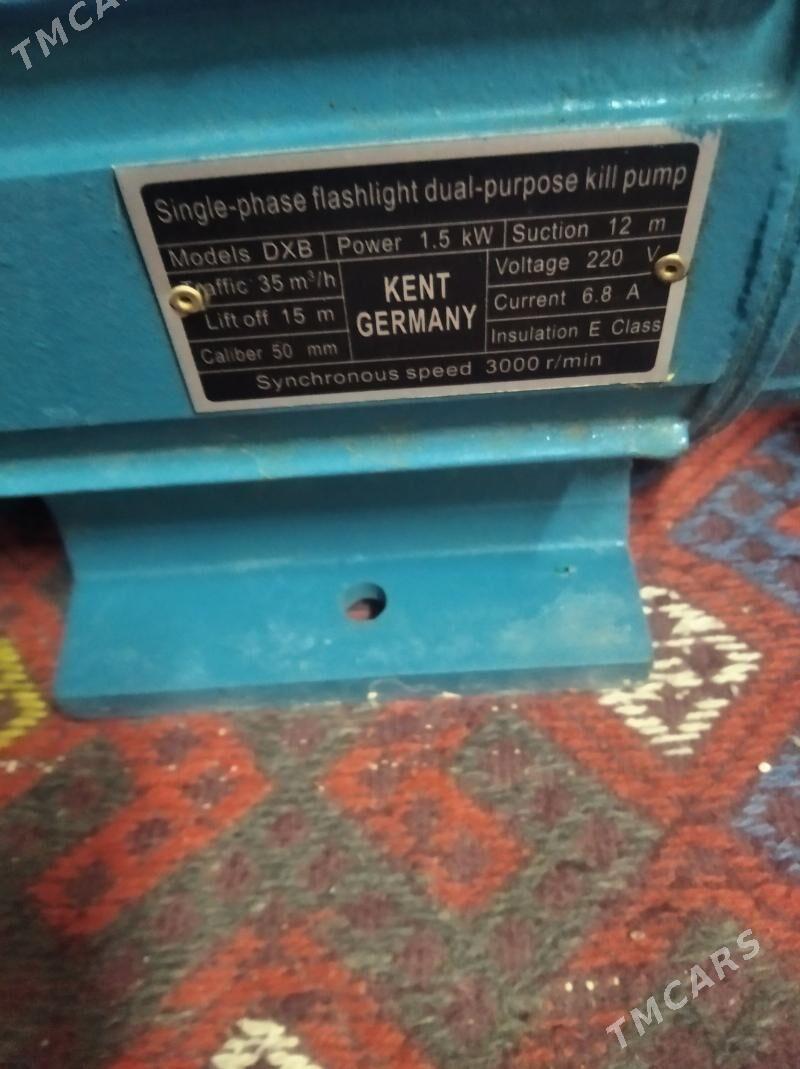 TMCARS
Single-phase flashlight dual-purpose kill pump
Models DXB Power 1.5 kW Suction 12 m
Traffic 35 m³/h
Lift off 15 m
Caliber 50 mm
KENT
GERMANY
Voltage 220 V
Current 6.8 A
Insulation E Class
Synchronous speed 3000 r/min
TMCARS